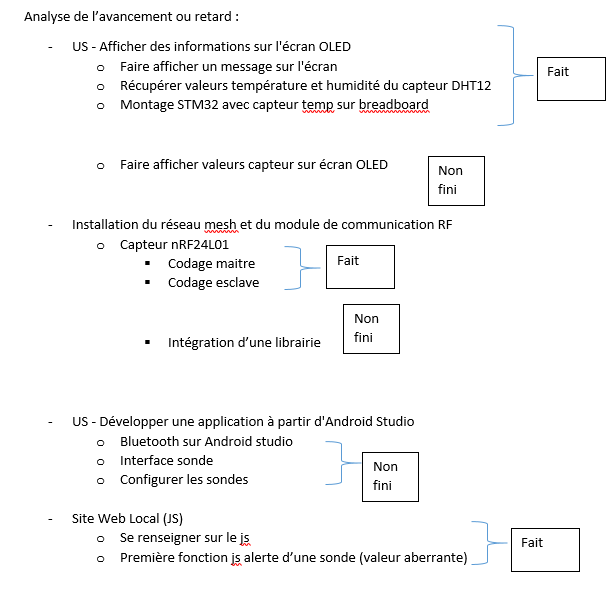 Analyse de l’avancement ou retard :
- US - Afficher des informations sur l'écran OLED
o Faire afficher un message sur l'écran
Fait
o Récupérer valeurs température et humidité du capteur DHT12
o Montage STM32 avec capteur temp sur breadboard
o Faire afficher valeurs capteur sur écran OLED
Non
fini
- Installation du réseau mesh et du module de communication RF
o Capteur nRF24L01
▪ Codage maitre
Fait
▪ Codage esclave
Non
fini
▪ Intégration d’une librairie
- US - Développer une application à partir d'Android Studio
o Bluetooth sur Android studio
o Interface sonde
Non
fini
o Configurer les sondes
- Site Web Local (JS)
o Se renseigner sur le js
Fait
o Première fonction js alerte d’une sonde (valeur aberrante)